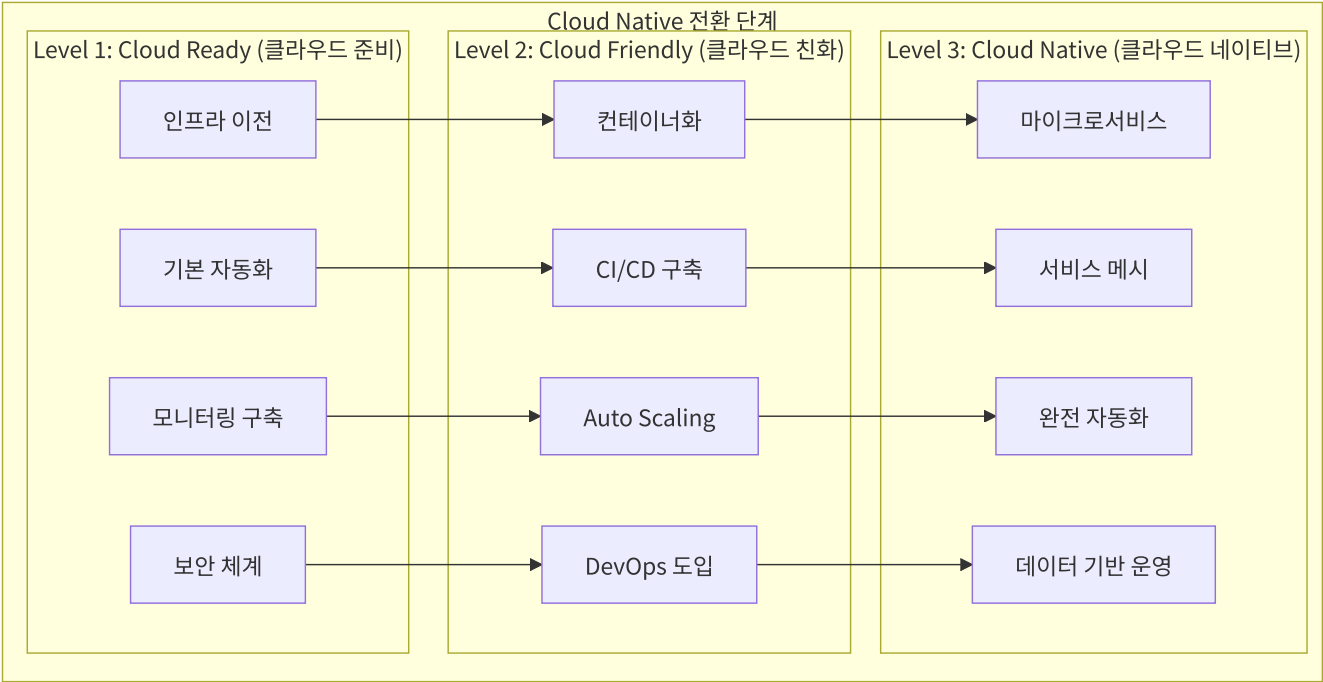 Cloud Native 전환 단계
Level 1: Cloud Ready (클라우드 준비)
인프라 이전
기본 자동화
모니터링 구축
보안 체계
Level 2: Cloud Friendly (클라우드 친화)
컨테이너화
CI/CD 구축
Auto Scaling
DevOps 도입
Level 3: Cloud Native (클라우드 네이티브)
마이크로서비스
서비스 메시
완전 자동화
데이터 기반 운영